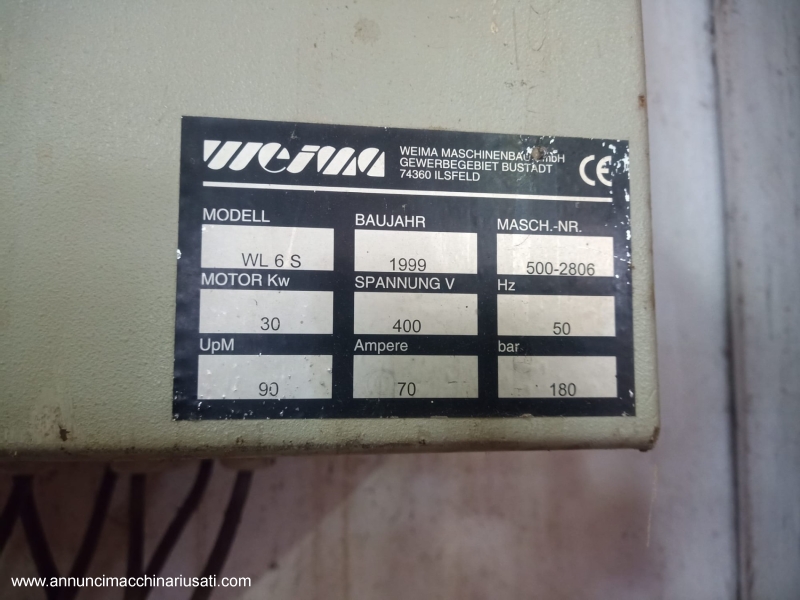 weima
WEIMA MASCHINENBAU GmbH
GEWERBEGEBIET BUSTADT
74360 ILSFELD
CE
MODELL BAUJAHR MASCH.-NR.
WL 6 S 1999 500-2806
MOTOR Kw SPANNUNG V Hz
30 400 50
UpM Ampere bar
90 70 180
www.annuncimacchinariusati.com